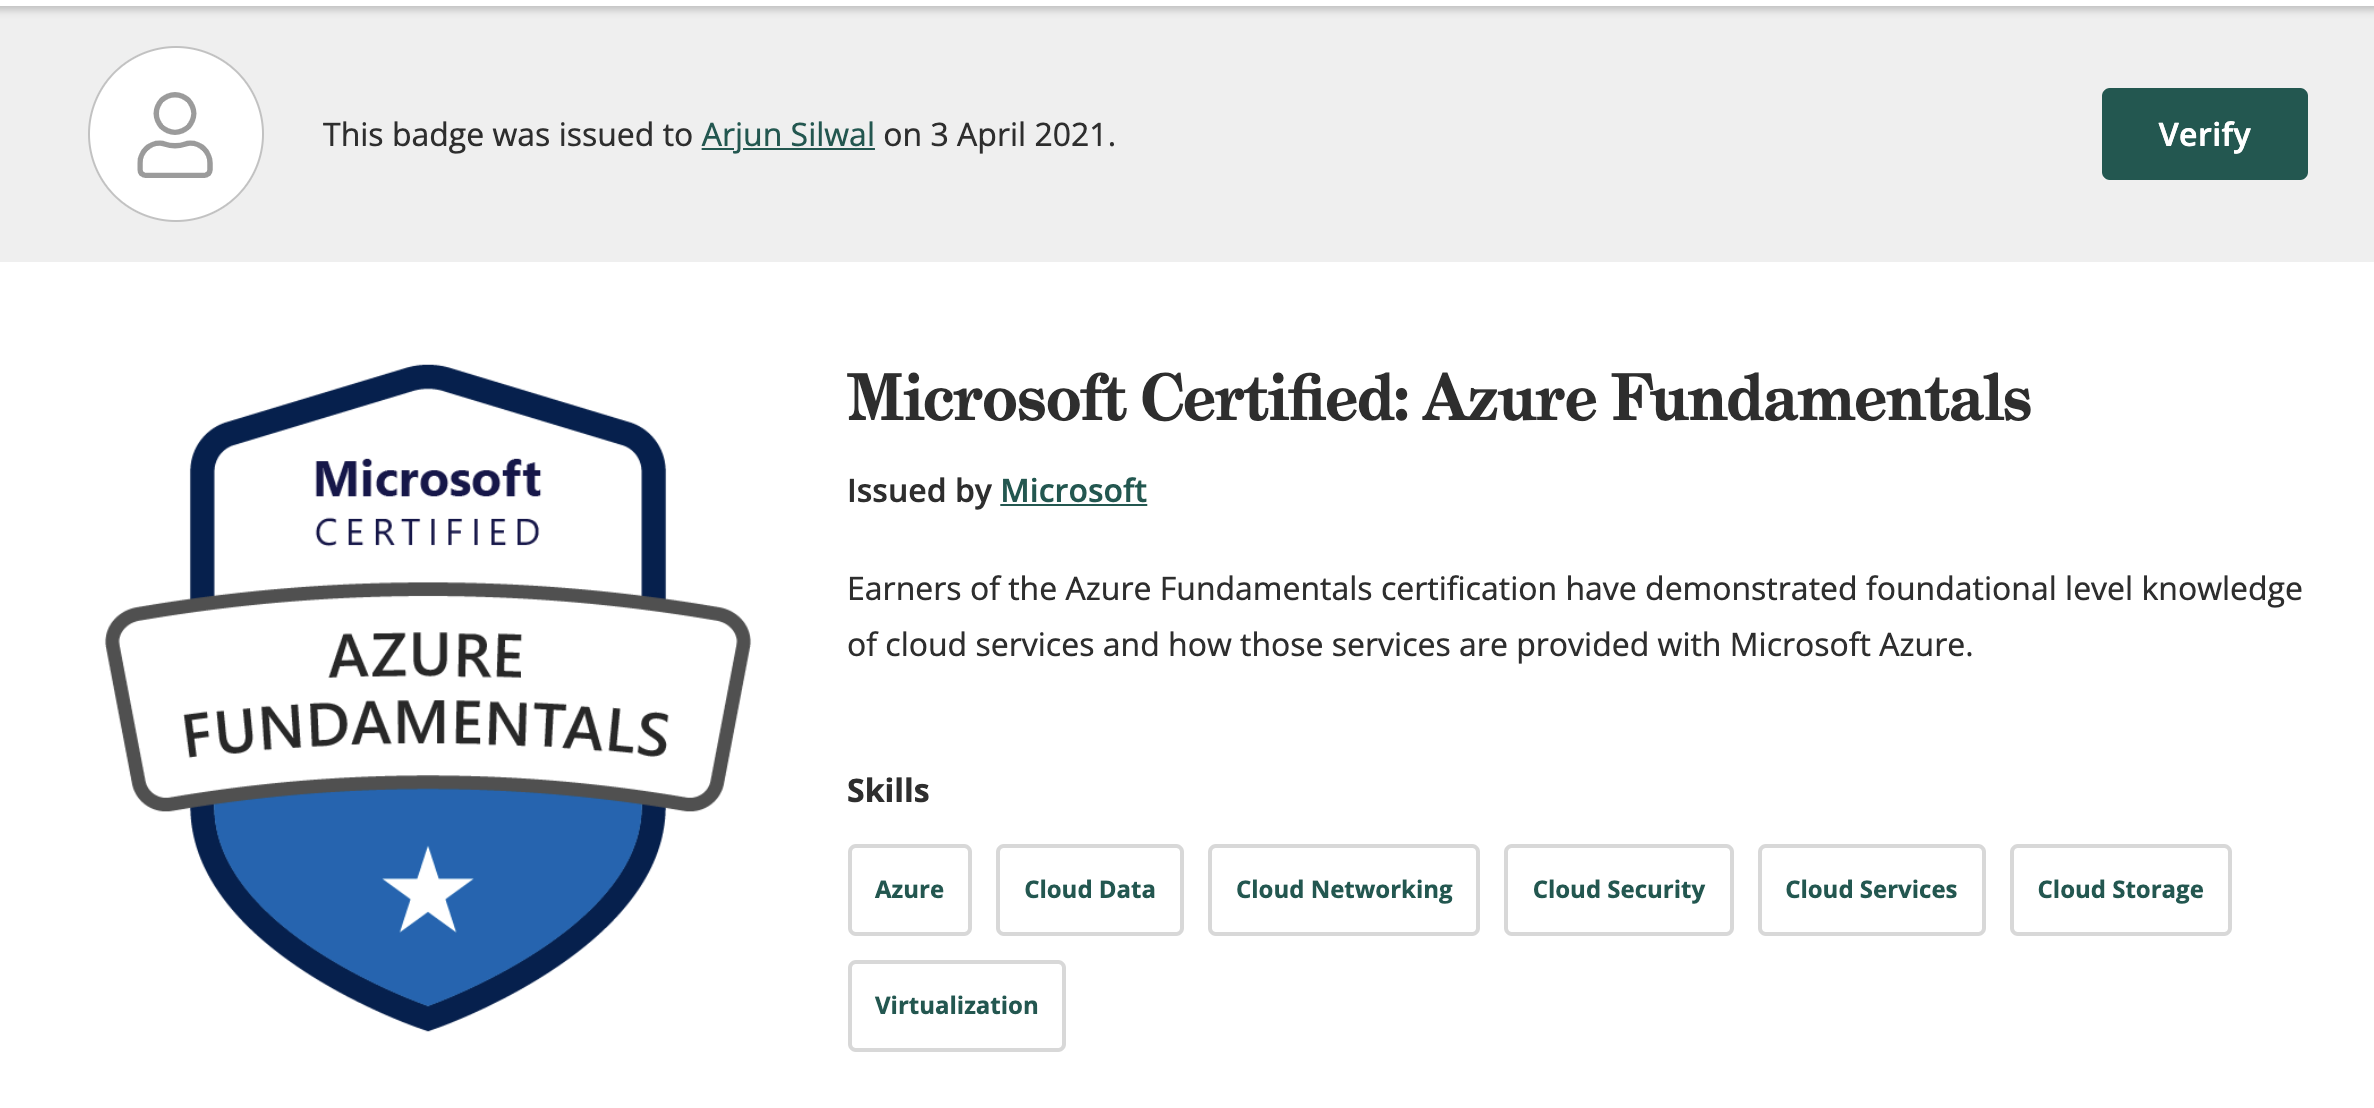 This badge was issued to Arjun Silwal on 3 April 2021.
Verify
Microsoft
CERTIFIED
AZURE
FUNDAMENTALS
Microsoft Certified: Azure Fundamentals
Issued by Microsoft
Earners of the Azure Fundamentals certification have demonstrated foundational level knowledge
of cloud services and how those services are provided with Microsoft Azure.
Skills
Azure
Cloud Data
Cloud Networking
Cloud Security
Cloud Services
Cloud Storage
Virtualization